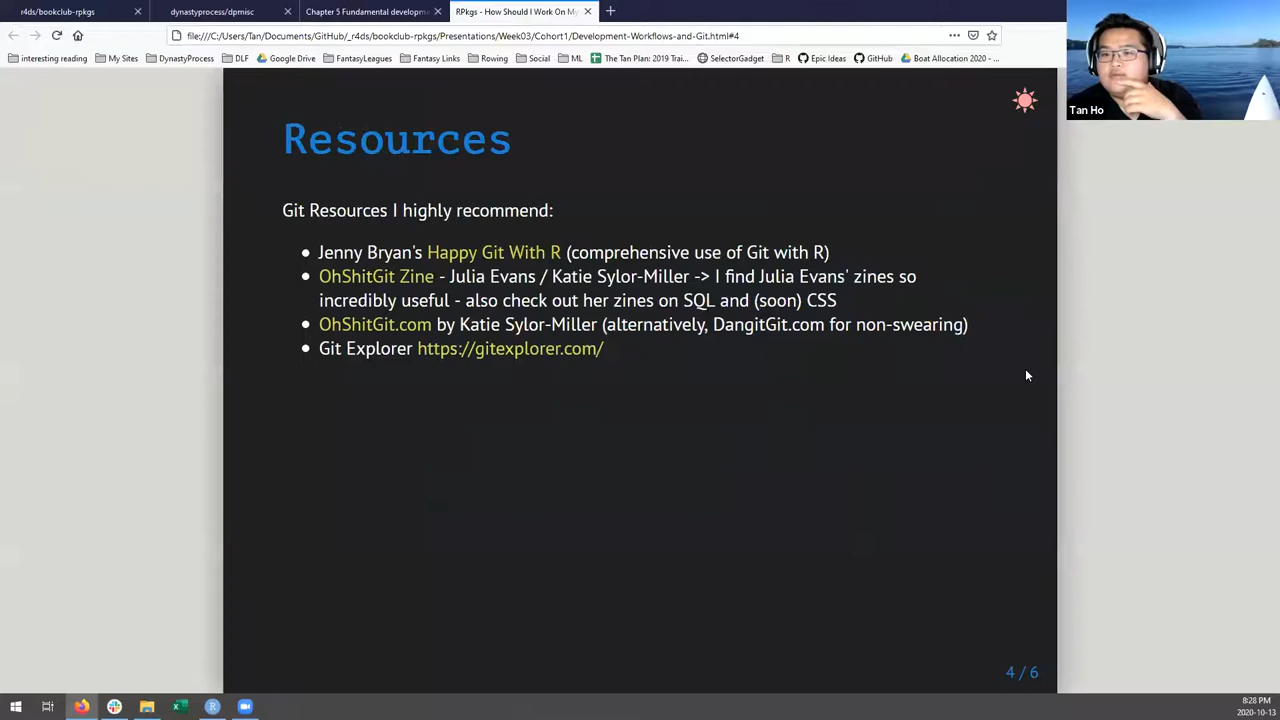 r4ds/bookclub-rpkgs
dynastyprocess/dpmisc
Chapter 5 Fundamental developm
RPkgs - How Should I Work On My
file:///C:/Users/Tan/Documents/GitHub/_r4ds/bookclub-rpkgs/Presentations/Week03/Cohort1/Development-Workflows-and-Git.html#4
interesting reading
My Sites
DynastyProcess
DLF
Google Drive
FantasyLeagues
Fantasy Links
Rowing
Social
ML
The Tan Plan: 2019 Trai...
SelectorGadget
R
Epic Ideas
GitHub
Boat Allocation 2020 - ...
Tan Ho
Resources
Git Resources I highly recommend:
Jenny Bryan's Happy Git With R (comprehensive use of Git with R)
OhShitGit Zine - Julia Evans / Katie Sylor-Miller -> I find Julia Evans' zines so
incredibly useful - also check out her zines on SQL and (soon) CSS
OhShitGit.com by Katie Sylor-Miller (alternatively, DangitGit.com for non-swearing)
Git Explorer https://gitexplorer.com/
4 / 6
8:28 PM
2020-10-13